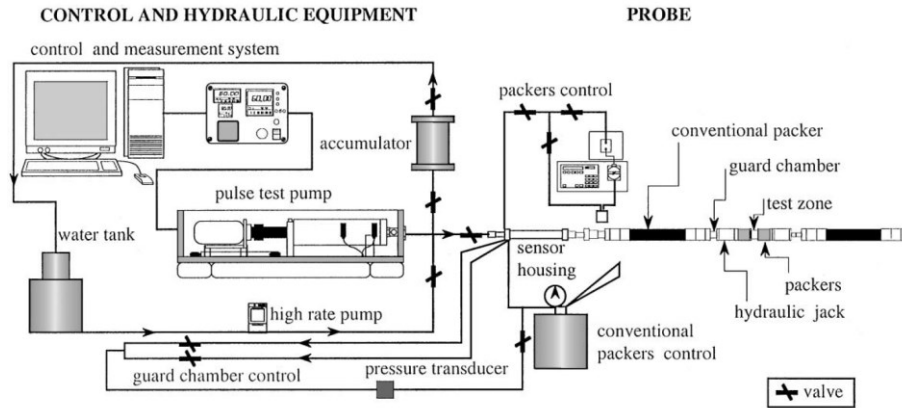 CONTROL AND HYDRAULIC EQUIPMENT
PROBE
control and measurement system
packers control
conventional packer
accumulator
guard chamber
pulse test pump
test zone
water tank
sensor
housing
packers
high rate pump
hydraulic jack
conventional
packers control
guard chamber control
pressure transducer
valve